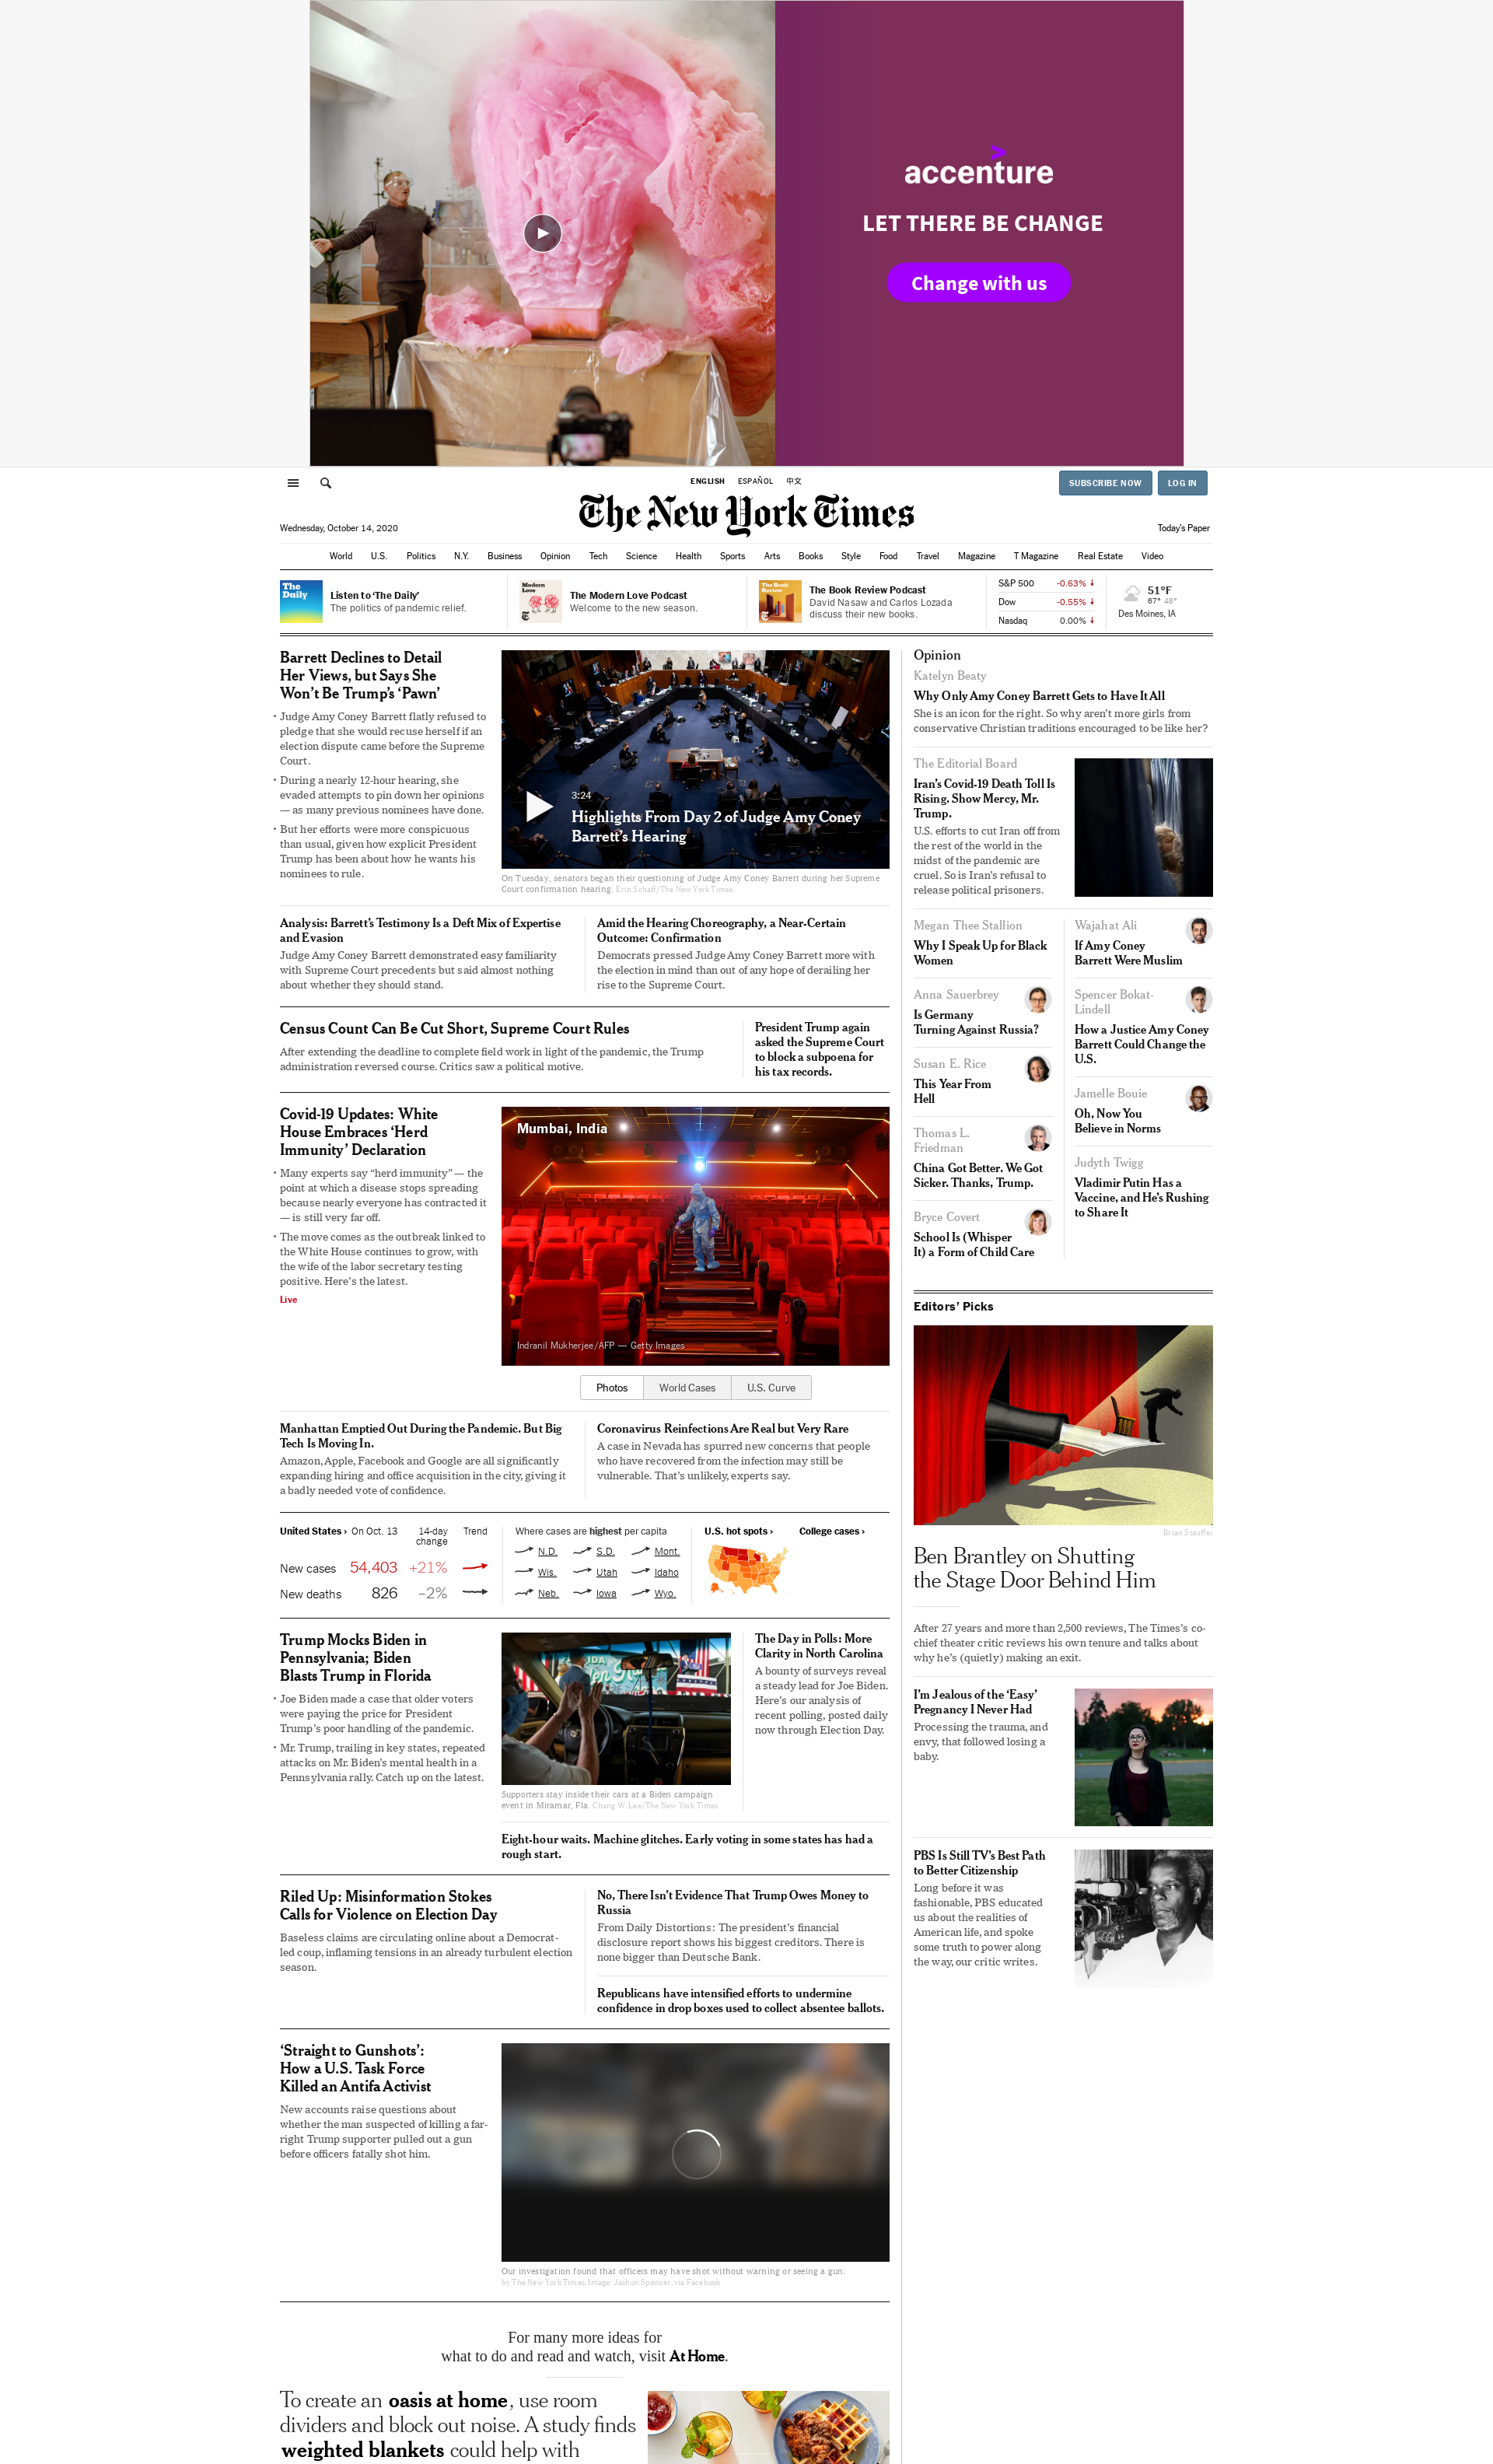 accenture
LET THERE BE CHANGE
Change with us
ENGLISH ESPAÑOL 中文
SUBSCRIBE NOW LOG IN
The New York Times
Wednesday, October 14, 2020
Today's Paper
World U.S. Politics N.Y. Business Opinion Tech Science Health Sports Arts Books Style Food Travel Magazine T Magazine Real Estate Video
The
Daily
Listen to ‘The Daily’
The politics of pandemic relief.
Modern
Love
The Modern Love Podcast
Welcome to the new season.
The Book
Review
The Book Review Podcast
David Nasaw and Carlos Lozada
discuss their new books.
S&P 500 -0.63% ↓
Dow -0.55% ↓
Nasdaq 0.00% ↓
51°F
67° 48°
Des Moines, IA
Barrett Declines to Detail
Her Views, but Says She
Won’t Be Trump’s ‘Pawn’
• Judge Amy Coney Barrett flatly refused to
pledge that she would recuse herself if an
election dispute came before the Supreme
Court.
• During a nearly 12-hour hearing, she
evaded attempts to pin down her opinions
— as many previous nominees have done.
• But her efforts were more conspicuous
than usual, given how explicit President
Trump has been about how he wants his
nominees to rule.
3:24
Highlights From Day 2 of Judge Amy Coney
Barrett’s Hearing
On Tuesday, senators began their questioning of Judge Amy Coney Barrett during her Supreme
Court confirmation hearing. Erin Schaff/The New York Times
Analysis: Barrett’s Testimony Is a Deft Mix of Expertise
and Evasion
Judge Amy Coney Barrett demonstrated easy familiarity
with Supreme Court precedents but said almost nothing
about whether they should stand.
Amid the Hearing Choreography, a Near-Certain
Outcome: Confirmation
Democrats pressed Judge Amy Coney Barrett more with
the election in mind than out of any hope of derailing her
rise to the Supreme Court.
Census Count Can Be Cut Short, Supreme Court Rules
After extending the deadline to complete field work in light of the pandemic, the Trump
administration reversed course. Critics saw a political motive.
President Trump again
asked the Supreme Court
to block a subpoena for
his tax records.
Covid-19 Updates: White
House Embraces ‘Herd
Immunity’ Declaration
• Many experts say “herd immunity” — the
point at which a disease stops spreading
because nearly everyone has contracted it
— is still very far off.
• The move comes as the outbreak linked to
the White House continues to grow, with
the wife of the labor secretary testing
positive. Here’s the latest.
Live
Mumbai, India
Indranil Mukherjee/AFP — Getty Images
Photos World Cases U.S. Curve
Manhattan Emptied Out During the Pandemic. But Big
Tech Is Moving In.
Amazon, Apple, Facebook and Google are all significantly
expanding hiring and office acquisition in the city, giving it
a badly needed vote of confidence.
Coronavirus Reinfections Are Real but Very Rare
A case in Nevada has spurred new concerns that people
who have recovered from the infection may still be
vulnerable. That’s unlikely, experts say.
United States › On Oct. 13 14-day
change Trend
New cases 54,403 +21%
New deaths 826 –2%
Where cases are highest per capita
N.D. S.D. Mont.
Wis. Utah Idaho
Neb. Iowa Wyo.
U.S. hot spots › College cases ›
Trump Mocks Biden in
Pennsylvania; Biden
Blasts Trump in Florida
• Joe Biden made a case that older voters
were paying the price for President
Trump’s poor handling of the pandemic.
• Mr. Trump, trailing in key states, repeated
attacks on Mr. Biden’s mental health in a
Pennsylvania rally. Catch up on the latest.
Supporters stay inside their cars at a Biden campaign
event in Miramar, Fla. Chang W. Lee/The New York Times
The Day in Polls: More
Clarity in North Carolina
A bounty of surveys reveal
a steady lead for Joe Biden.
Here’s our analysis of
recent polling, posted daily
now through Election Day.
Eight-hour waits. Machine glitches. Early voting in some states has had a
rough start.
Riled Up: Misinformation Stokes
Calls for Violence on Election Day
Baseless claims are circulating online about a Democrat-
led coup, inflaming tensions in an already turbulent election
season.
No, There Isn’t Evidence That Trump Owes Money to
Russia
From Daily Distortions: The president’s financial
disclosure report shows his biggest creditors. There is
none bigger than Deutsche Bank.
Republicans have intensified efforts to undermine
confidence in drop boxes used to collect absentee ballots.
‘Straight to Gunshots’:
How a U.S. Task Force
Killed an Antifa Activist
New accounts raise questions about
whether the man suspected of killing a far-
right Trump supporter pulled out a gun
before officers fatally shot him.
Our investigation found that officers may have shot without warning or seeing a gun.
by The New York Times. Image: Jashon Spencer, via Facebook
For many more ideas for
what to do and read and watch, visit At Home.
To create an oasis at home, use room
dividers and block out noise. A study finds
weighted blankets could help with
Opinion
Katelyn Beaty
Why Only Amy Coney Barrett Gets to Have It All
She is an icon for the right. So why aren’t more girls from
conservative Christian traditions encouraged to be like her?
The Editorial Board
Iran’s Covid-19 Death Toll Is
Rising. Show Mercy, Mr.
Trump.
U.S. efforts to cut Iran off from
the rest of the world in the
midst of the pandemic are
cruel. So is Iran’s refusal to
release political prisoners.
Megan Thee Stallion
Why I Speak Up for Black
Women
Anna Sauerbrey
Is Germany
Turning Against Russia?
Susan E. Rice
This Year From
Hell
Thomas L.
Friedman
China Got Better. We Got
Sicker. Thanks, Trump.
Bryce Covert
School Is (Whisper
It) a Form of Child Care
Wajahat Ali
If Amy Coney
Barrett Were Muslim
Spencer Bokat-
Lindell
How a Justice Amy Coney
Barrett Could Change the
U.S.
Jamelle Bouie
Oh, Now You
Believe in Norms
Judyth Twigg
Vladimir Putin Has a
Vaccine, and He’s Rushing
to Share It
Editors’ Picks
Brian Stauffer
Ben Brantley on Shutting
the Stage Door Behind Him
After 27 years and more than 2,500 reviews, The Times’s co-
chief theater critic reviews his own tenure and talks about
why he’s (quietly) making an exit.
I’m Jealous of the ‘Easy’
Pregnancy I Never Had
Processing the trauma, and
envy, that followed losing a
baby.
PBS Is Still TV’s Best Path
to Better Citizenship
Long before it was
fashionable, PBS educated
us about the realities of
American life, and spoke
some truth to power along
the way, our critic writes.